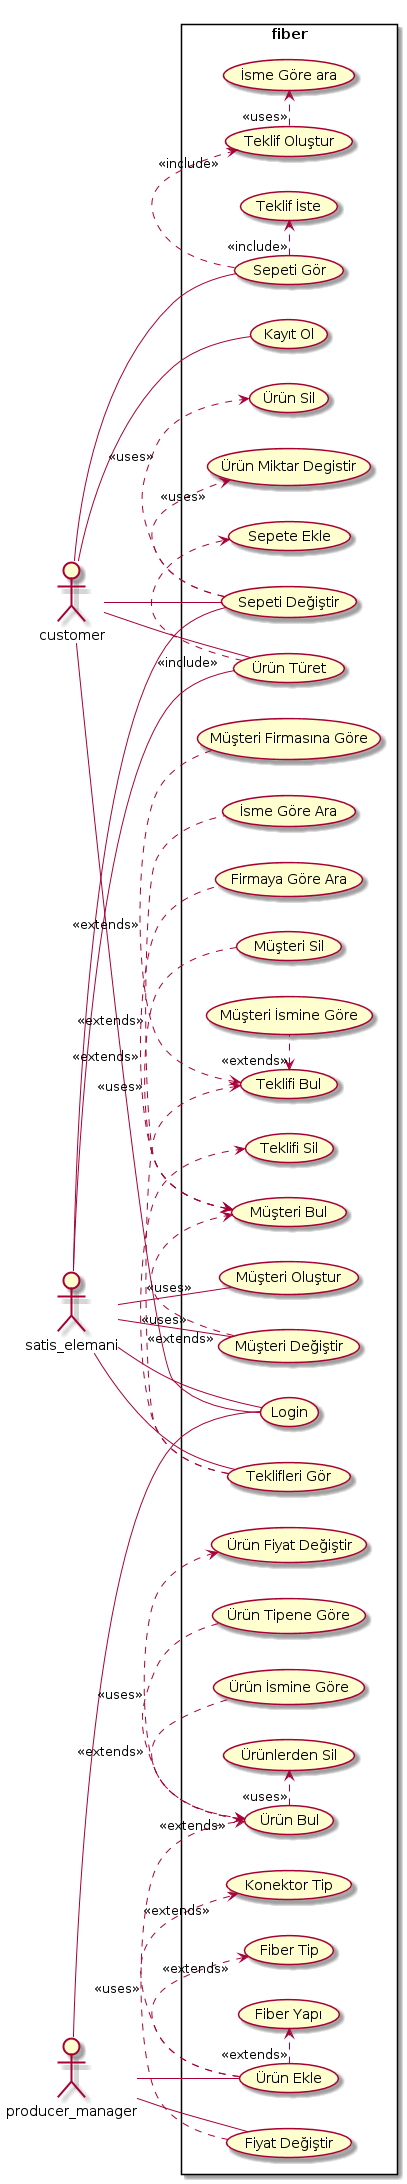 fiber
İsme Göre ara
«uses»
Teklif Oluştur
«include»
Teklif İste
«include»
Sepeti Gör
Kayıt Ol
Ürün Sil
«uses»
Ürün Miktar Degistir
«uses»
Sepete Ekle
Sepeti Değiştir
customer
«include»
Ürün Türet
Müşteri Firmasına Göre
İsme Göre Ara
Firmaya Göre Ara
«extends»
Müşteri Sil
Müşteri İsmine Göre
«extends»
«extends»
«extends»
Teklifi Bul
«uses»
Teklifi Sil
Müşteri Bul
Müşteri Oluştur
«uses»
«uses»
«extends»
satis_elemani
Müşteri Değiştir
Login
Teklifleri Gör
Ürün Fiyat Değiştir
Ürün Tipene Göre
Ürün İsmine Göre
«uses»
«extends»
Ürünlerden Sil
«uses»
Ürün Bul
«extends»
Konektor Tip
«extends»
Fiber Tip
«extends»
«uses»
Fiber Yapı
«extends»
Ürün Ekle
producer_manager
Fiyat Değiştir